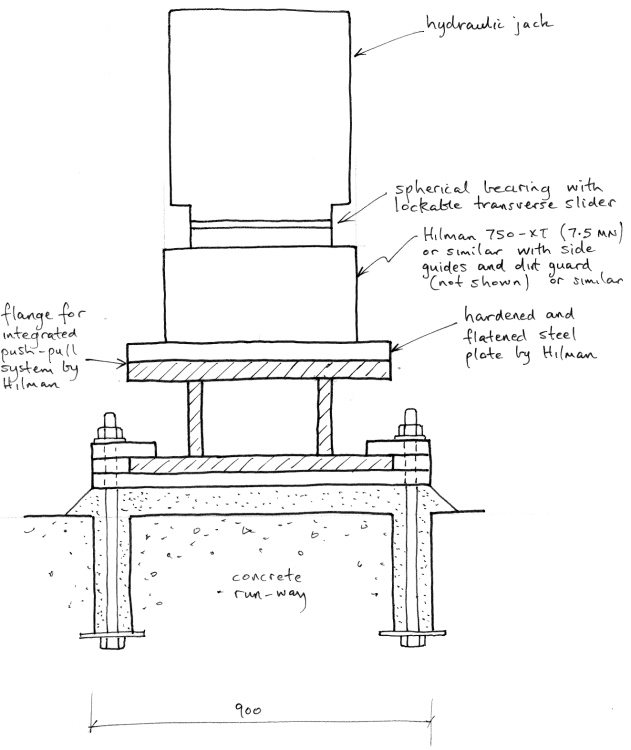 hydraulic jack
spherical bearing with
lockable transverse slider
Hilman 750-XT (7.5 MN)
or similar with side
guides and dirt guard
(not shown) or similar
flange for
integrated
push-pull
system by
Hilman
hardened and
flatened steel
plate by Hilman
concrete
run-way
900